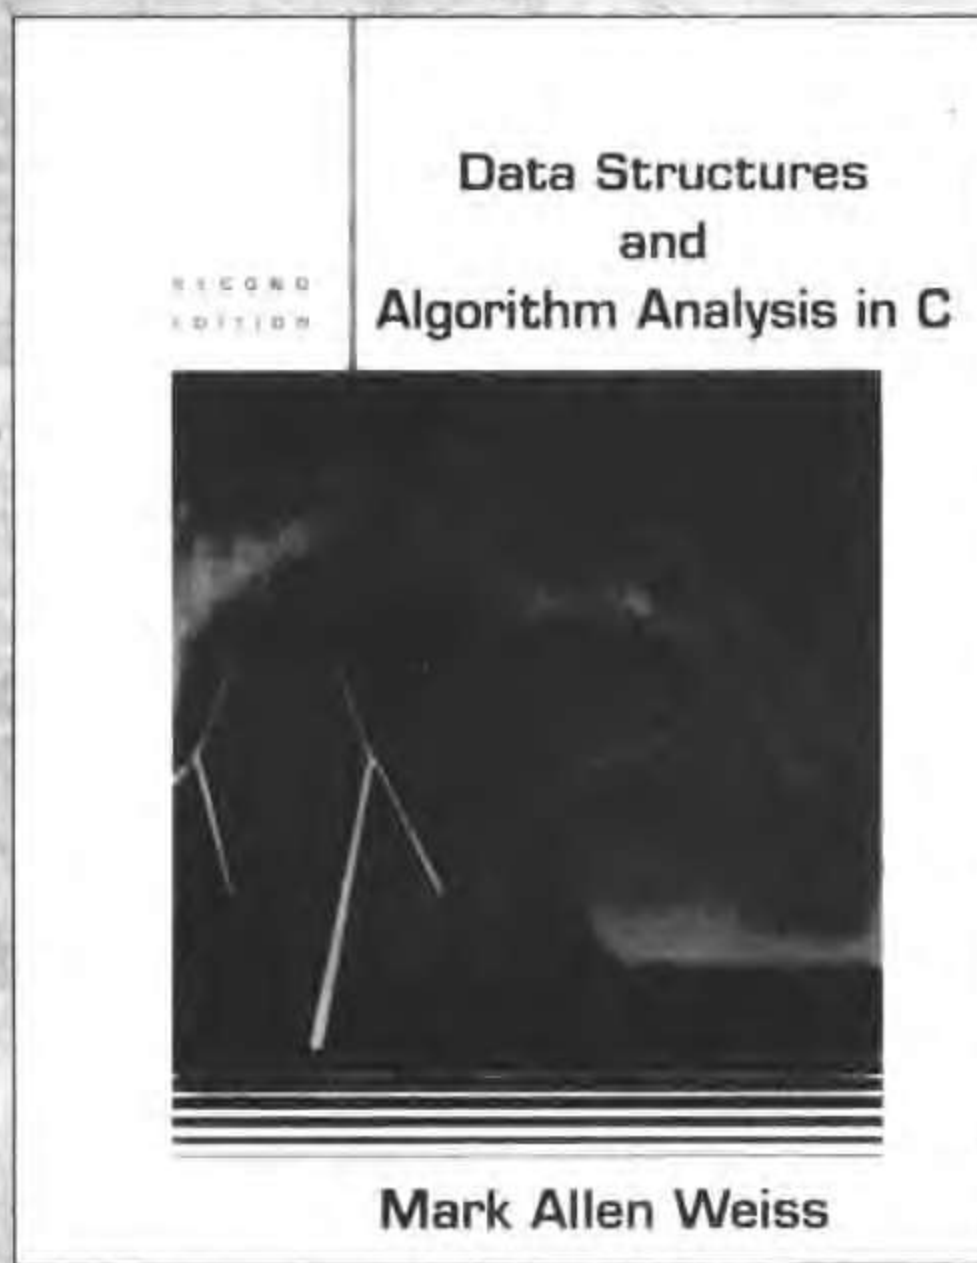 Data Structures
and
Algorithm Analysis in C
SECOND
EDITION
Mark Allen Weiss